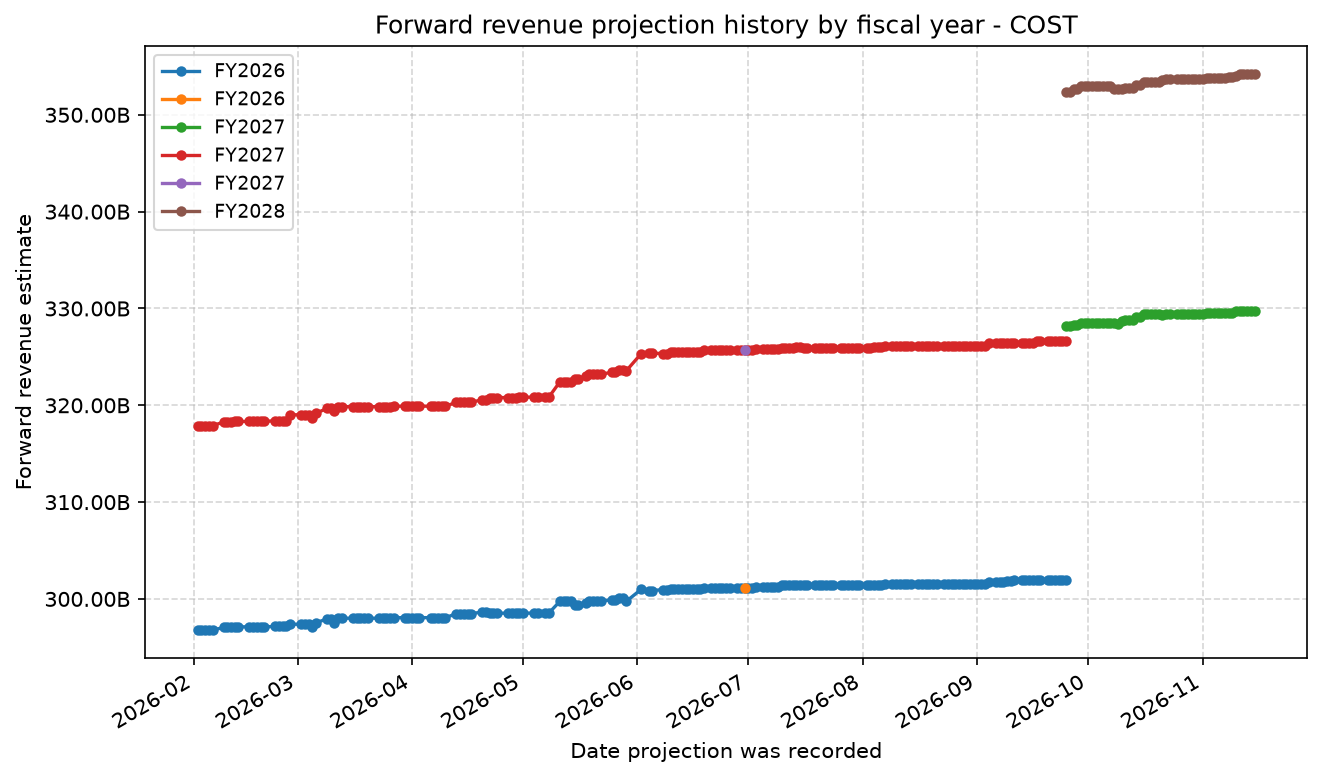 Forward revenue projection history by fiscal year - COST
FY2026
FY2026
FY2027
FY2027
FY2027
FY2028
Forward revenue estimate
350.00B
340.00B
330.00B
320.00B
310.00B
300.00B
2026-02
2026-03
2026-04
2026-05
2026-06
2026-07
2026-08
2026-09
2026-10
2026-11
Date projection was recorded